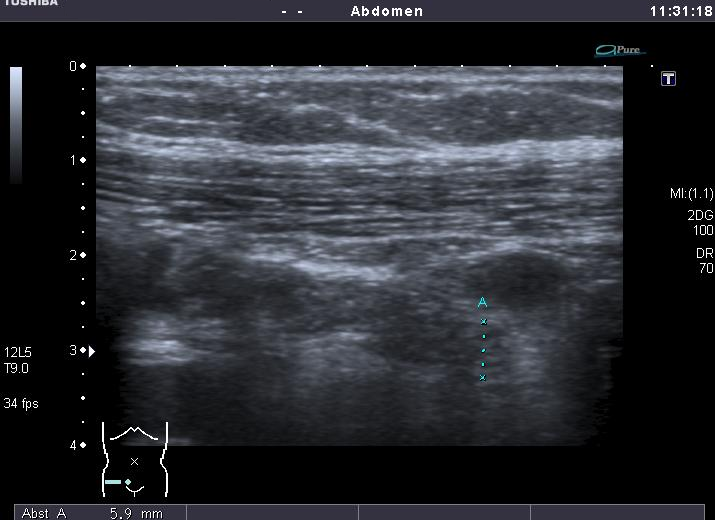 TOSHIBA
- - Abdomen 11:31:18
aPure
0
T
1
MI:(1.1)
2DG
100
2
DR
70
A
3
12L5
T9.0
34 fps
4
Abst A 5.9 mm